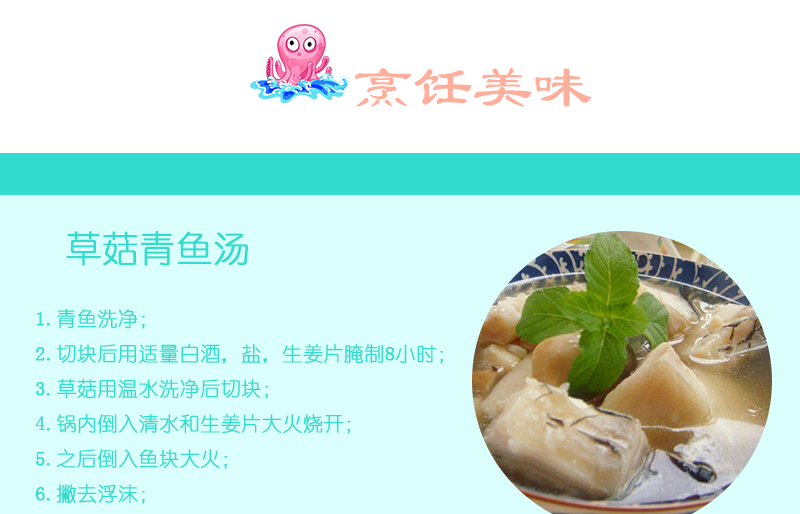 烹饪美味
草菇青鱼汤
1.青鱼洗净;
2.切块后用适量白酒，盐，生姜片腌制8小时;
3.草菇用温水洗净后切块;
4.锅内倒入清水和生姜片大火烧开;
5.之后倒入鱼块大火;
6.撇去浮沫;